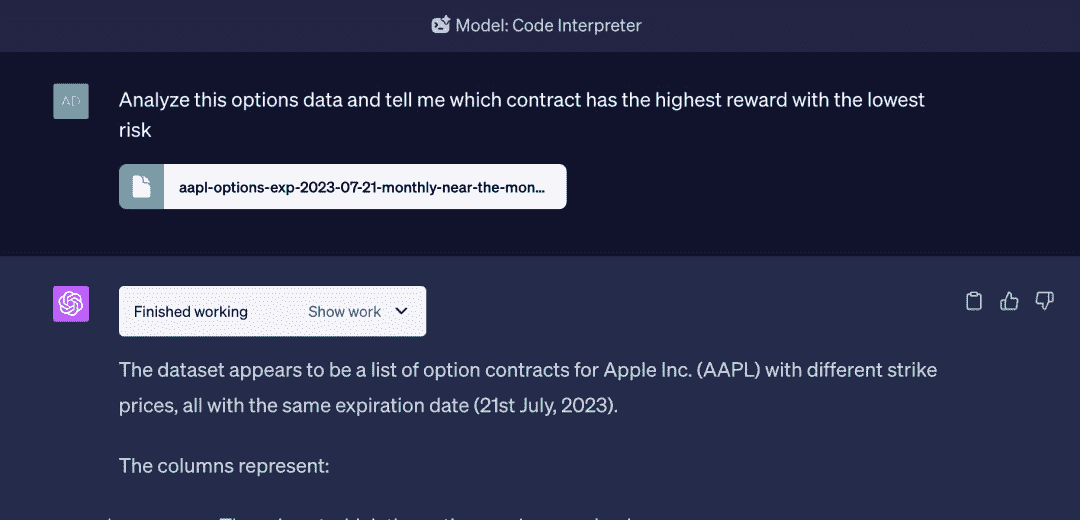 Model: Code Interpreter
AD
Analyze this options data and tell me which contract has the highest reward with the lowest
risk
aapl-options-exp-2023-07-21-monthly-near-the-mon...
Finished working Show work
The dataset appears to be a list of option contracts for Apple Inc. (AAPL) with different strike
prices, all with the same expiration date (21st July, 2023).
The columns represent: